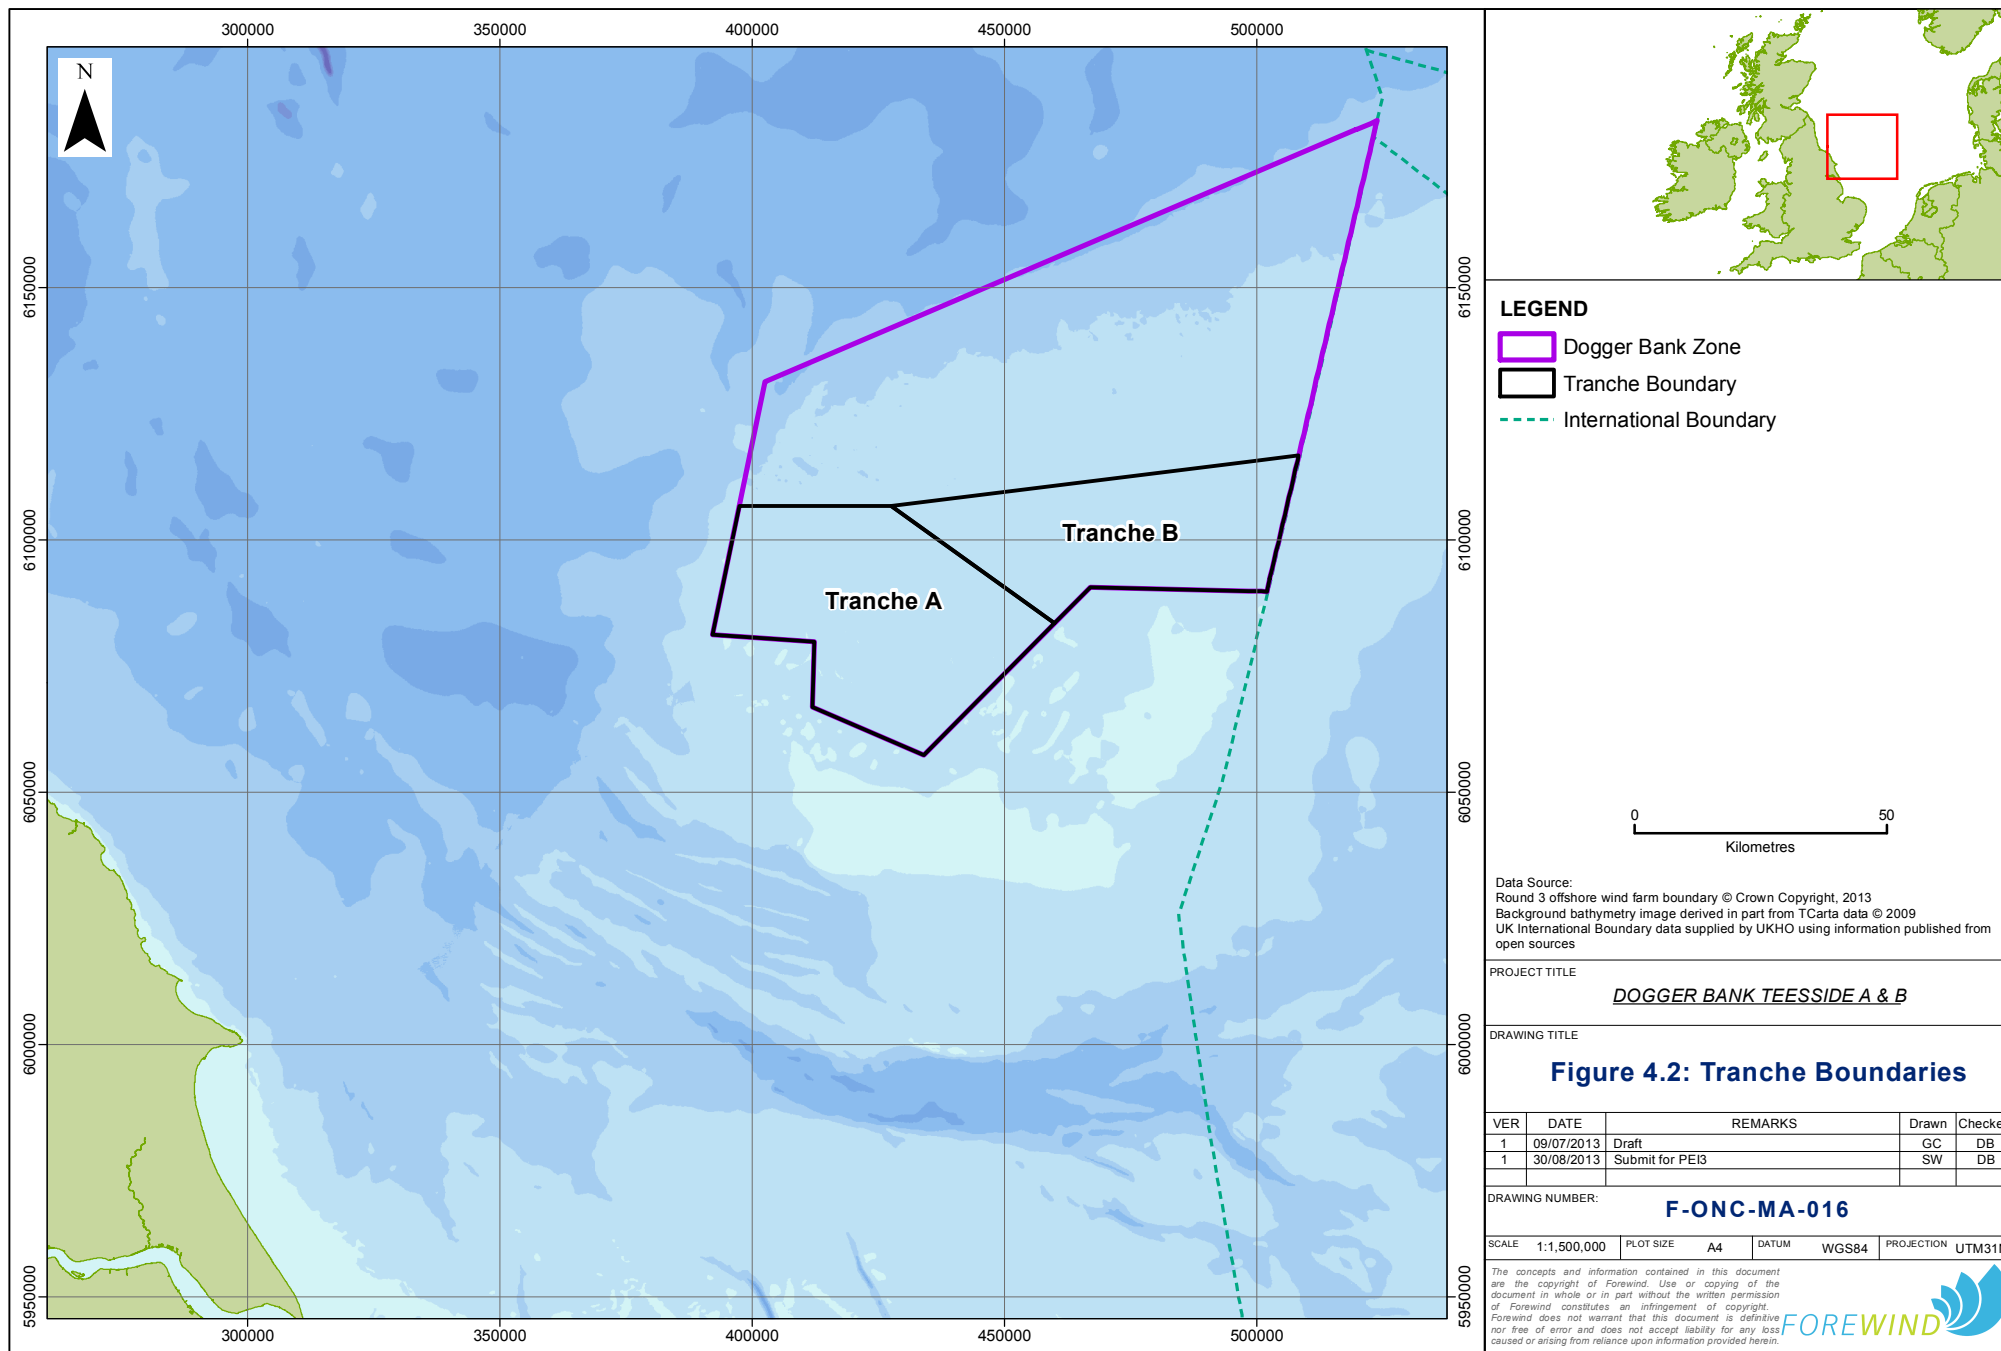 300000
350000
400000
450000
500000
N
6150000
6150000
6100000
6100000
Tranche B
Tranche A
6050000
6050000
6000000
6000000
5950000
5950000
300000
350000
400000
450000
500000
LEGEND
Dogger Bank Zone
Tranche Boundary
International Boundary
0 50
Kilometres
Data Source:
Round 3 offshore wind farm boundary © Crown Copyright, 2013
Background bathymetry image derived in part from TCarta data © 2009
UK International Boundary data supplied by UKHO using information published from
open sources
PROJECT TITLE
DOGGER BANK TEESSIDE A & B
DRAWING TITLE
Figure 4.2: Tranche Boundaries
VER DATE REMARKS Drawn Checke
1 09/07/2013 Draft GC DB
1 30/08/2013 Submit for PEI3 SW DB
DRAWING NUMBER:
F-ONC-MA-016
SCALE 1:1,500,000 PLOT SIZE A4 DATUM WGS84 PROJECTION UTM31
The concepts and information contained in this document
are the copyright of Forewind. Use or copying of the
document in whole or in part without the written permission
of Forewind constitutes an infringement of copyright.
Forewind does not warrant that this document is definitive
nor free of error and does not accept liability for any loss
caused or arising from reliance upon information provided herein.
FOREWIND